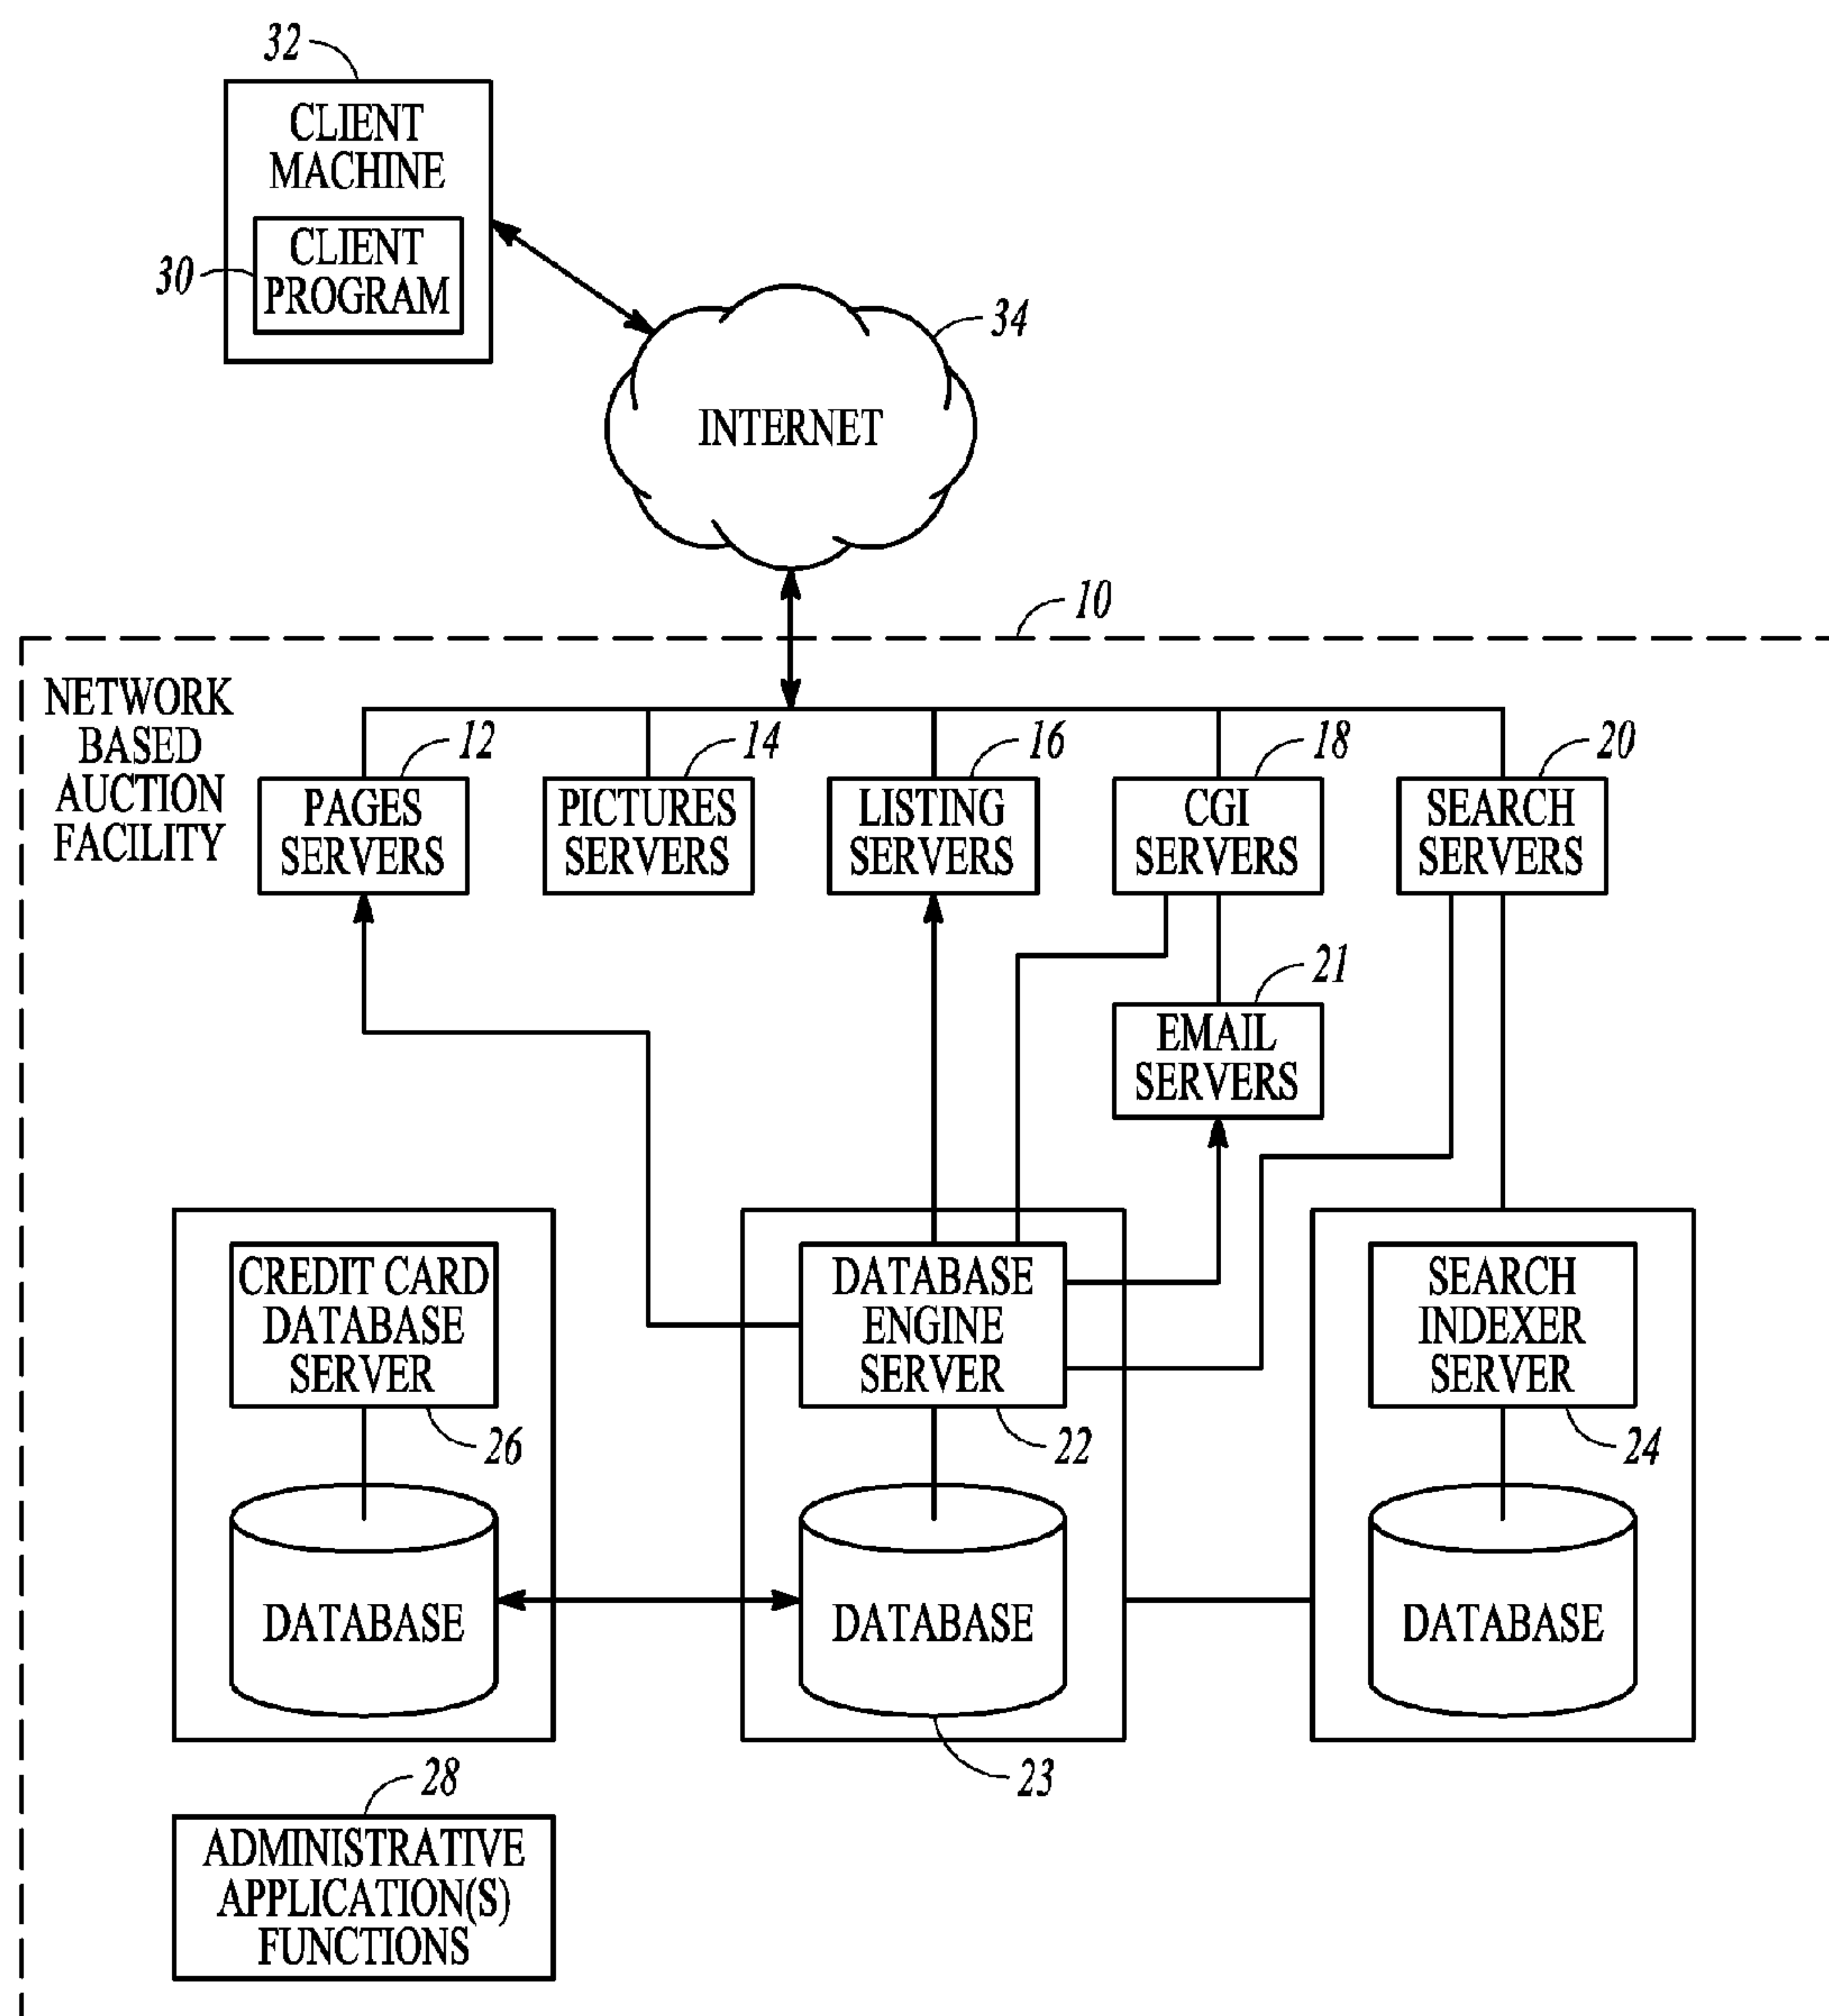 32
CLIENT
MACHINE
CLIENT
PROGRAM
30
34
INTERNET
10
NETWORK
BASED
AUCTION
FACILITY
12
14
16
18
20
PAGES
SERVERS
PICTURES
SERVERS
LISTING
SERVERS
CGI
SERVERS
SEARCH
SERVERS
21
EMAIL
SERVERS
CREDIT CARD
DATABASE
SERVER
DATABASE
ENGINE
SERVER
SEARCH
INDEXER
SERVER
26
22
24
DATABASE
DATABASE
DATABASE
28
23
ADMINISTRATIVE
APPLICATION(S)
FUNCTIONS